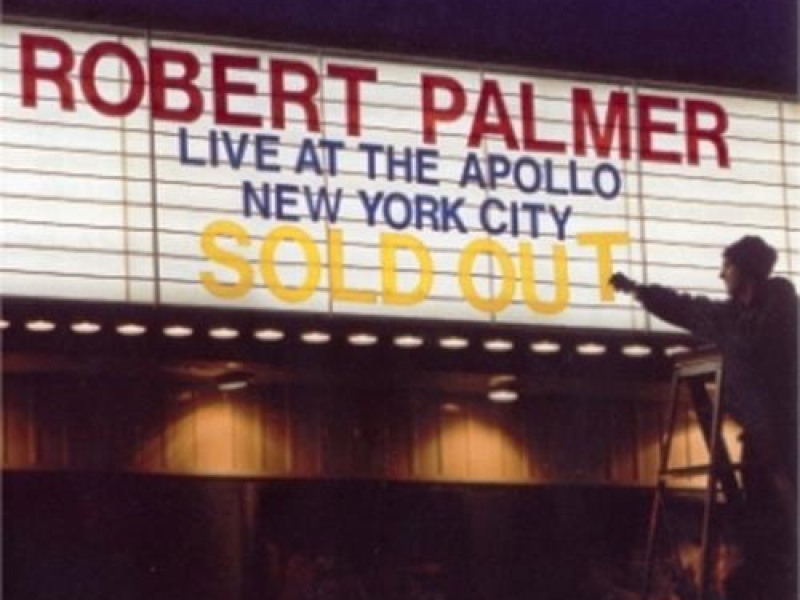 ROBERT PALMER
LIVE AT THE APOLLO
NEW YORK CITY
SOLD OUT